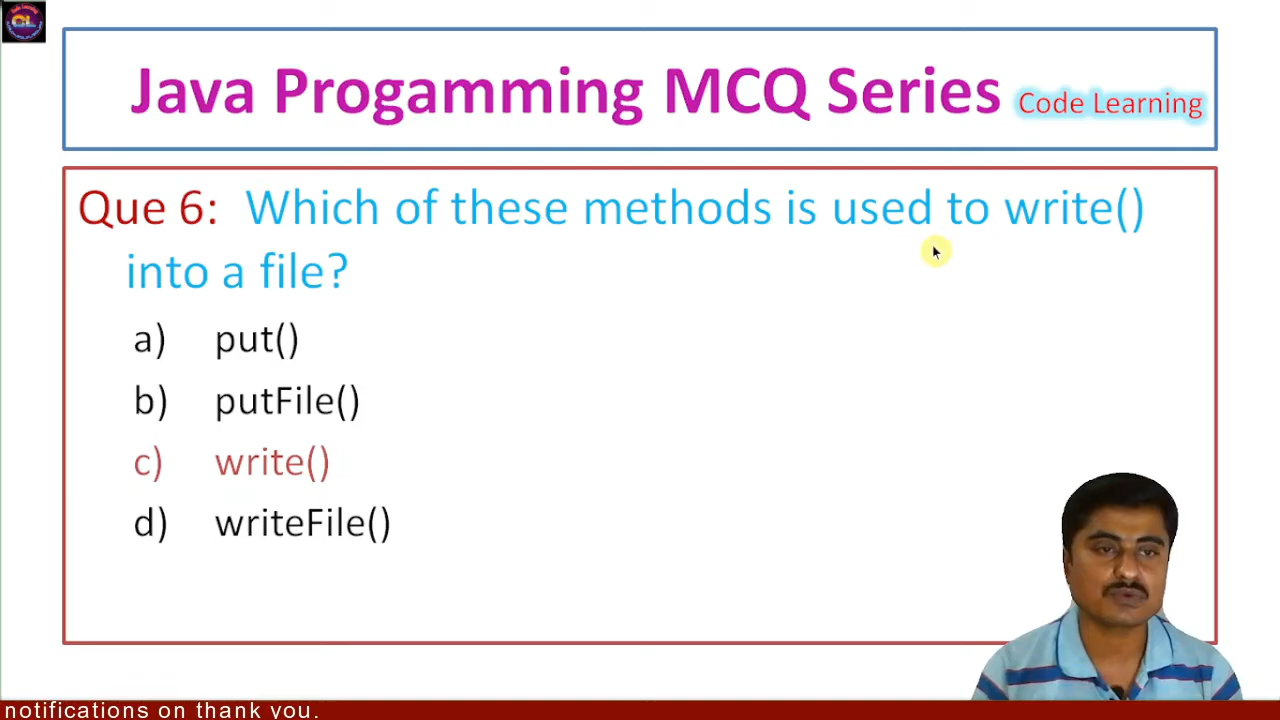 Java Progamming MCQ Series Code Learning
Que 6: Which of these methods is used to write()
into a file?
a) put()
b) putFile()
c) write()
d) writeFile()
notifications on thank you.